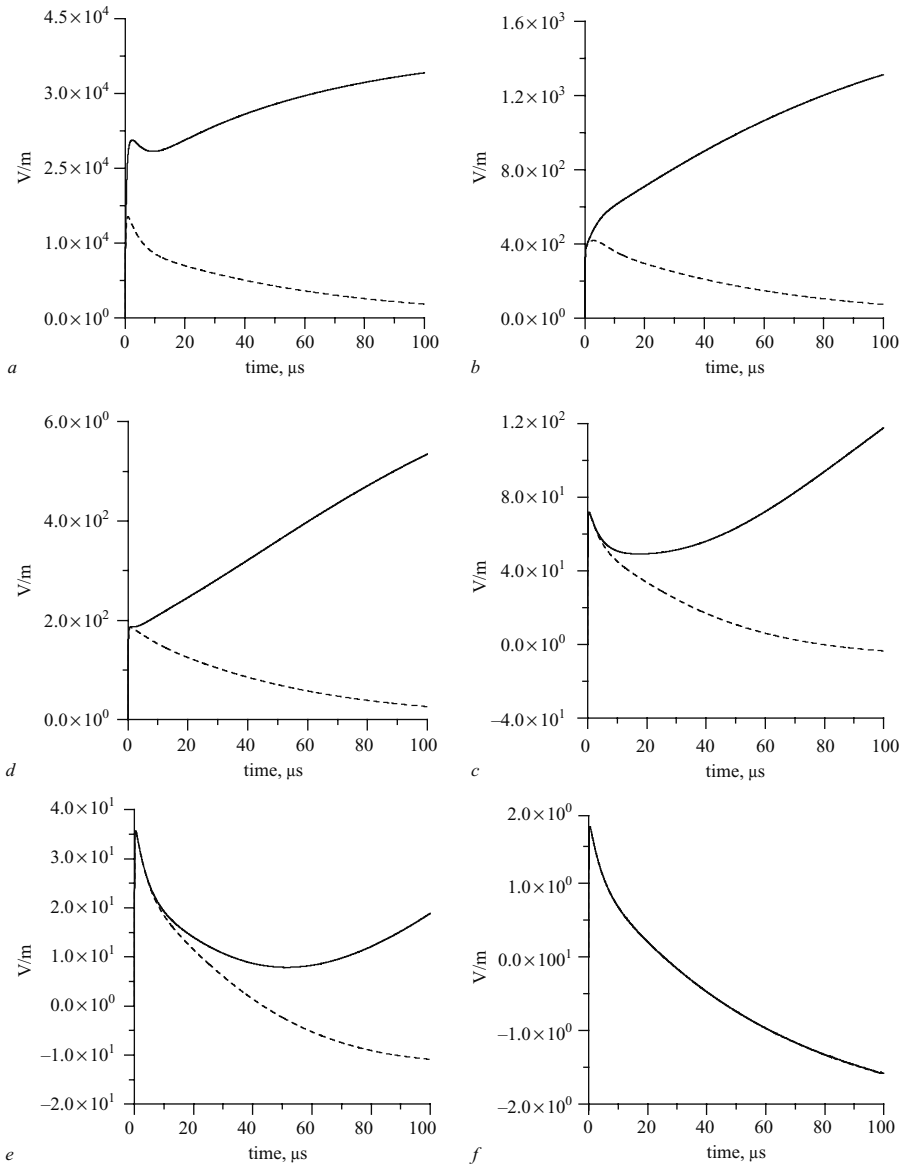 4.5×10⁴
3.0×10⁴
2.5×10⁴
1.0×10⁴
0.0×10⁰
V/m
0 20 40 60 80 100
time, μs
a
1.6×10³
1.2×10³
8.0×10²
4.0×10²
0.0×10⁰
V/m
0 20 40 60 80 100
time, μs
b
6.0×10⁰
4.0×10²
2.0×10²
0.0×10⁰
V/m
0 20 40 60 80 100
time, μs
d
1.2×10²
8.0×10¹
4.0×10¹
0.0×10⁰
–4.0×10¹
V/m
0 20 40 60 80 100
time, μs
c
4.0×10¹
3.0×10¹
2.0×10¹
1.0×10¹
0.0×10⁰
–1.0×10¹
–2.0×10¹
V/m
0 20 40 60 80 100
time, μs
e
2.0×10⁰
1.0×10⁰
0.0×100¹
–1.0×10⁰
–2.0×10⁰
V/m
0 20 40 60 80 100
time, μs
f